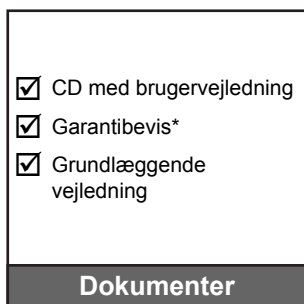 ☑ CD med brugervejledning
☑ Garantibevis*
☑ Grundlæggende
vejledning
Dokumenter